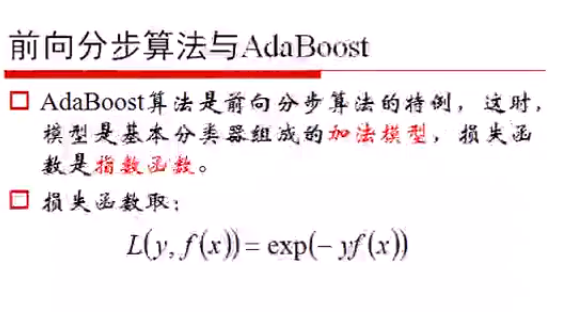 前向分步算法与AdaBoost
AdaBoost算法是前向分步算法的特例，这时，
模型是基本分类器组成的加法模型，损失函
数是指数函数。
损失函数取：
L(y, f(x)) = exp(− yf(x))